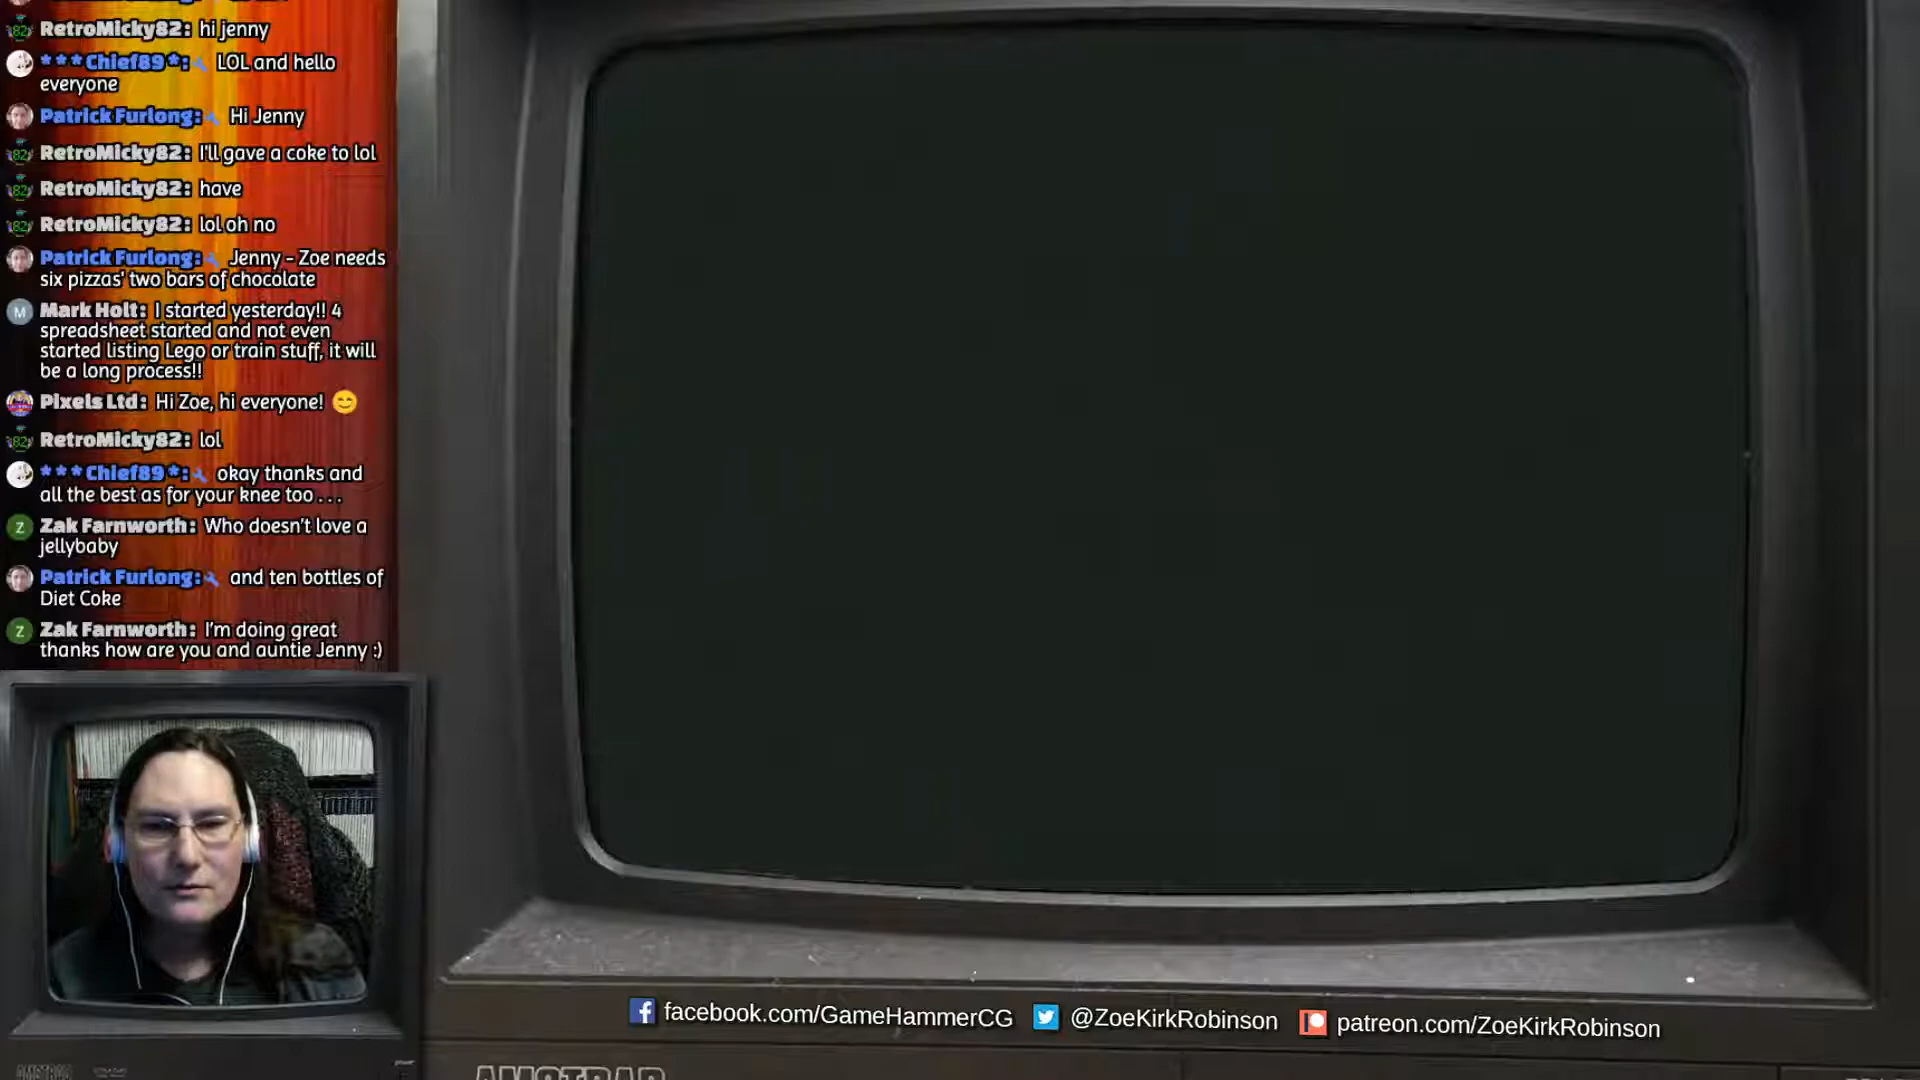 RetroMicky82: hi jenny
***Chief89*: LOL and hello
everyone
Patrick Furlong: Hi Jenny
RetroMicky82: I'll gave a coke to lol
RetroMicky82: have
RetroMicky82: lol oh no
Patrick Furlong: Jenny - Zoe needs
six pizzas' two bars of chocolate
M Mark Holt: I started yesterday!! 4
spreadsheet started and not even
started listing Lego or train stuff, it will
be a long process!!
Pixels Ltd: Hi Zoe, hi everyone! 😊
RetroMicky82: lol
***Chief89*: okay thanks and
all the best as for your knee too . . .
Z Zak Farnworth: Who doesn't love a
jellybaby
Patrick Furlong: and ten bottles of
Diet Coke
Z Zak Farnworth: I'm doing great
thanks how are you and auntie Jenny :)
facebook.com/GameHammerCG @ZoeKirkRobinson patreon.com/ZoeKirkRobinson
AMSTRAD